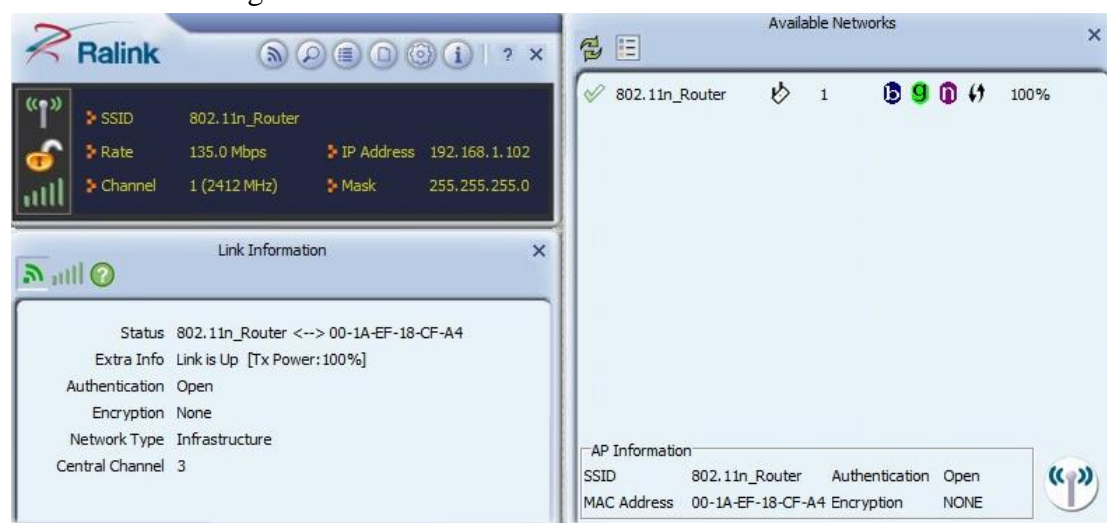 Ralink
? ×
SSID 802.11n_Router
Rate 135.0 Mbps IP Address 192.168.1.102
Channel 1 (2412 MHz) Mask 255.255.255.0
Link Information ×
Status 802.11n_Router <--> 00-1A-EF-18-CF-A4
Extra Info Link is Up [Tx Power:100%]
Authentication Open
Encryption None
Network Type Infrastructure
Central Channel 3
Available Networks ×
802.11n_Router 1 b g n 100%
AP Information
SSID 802.11n_Router Authentication Open
MAC Address 00-1A-EF-18-CF-A4 Encryption NONE